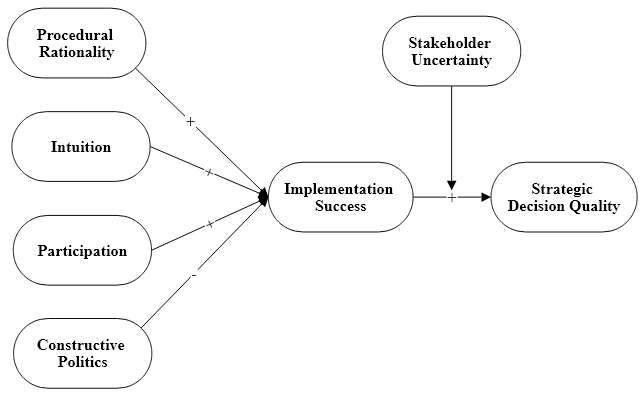 Procedural
Rationality
Stakeholder
Uncertainty
+
Intuition
+
Implementation
Success
+
Strategic
Decision Quality
+
Participation
-
Constructive
Politics